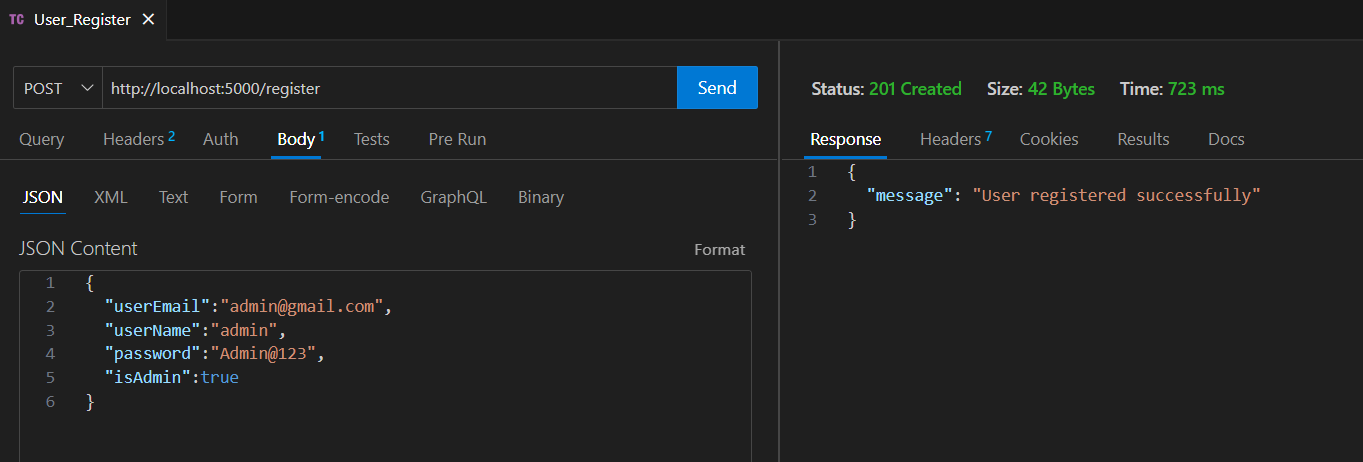 TC User_Register ×
POST http://localhost:5000/register Send
Query Headers 2 Auth Body 1 Tests Pre Run
JSON XML Text Form Form-encode GraphQL Binary
JSON Content Format
1 {
2 "userEmail":"admin@gmail.com",
3 "userName":"admin",
4 "password":"Admin@123",
5 "isAdmin":true
6 }
Status: 201 Created Size: 42 Bytes Time: 723 ms
Response Headers 7 Cookies Results Docs
1 {
2 "message": "User registered successfully"
3 }